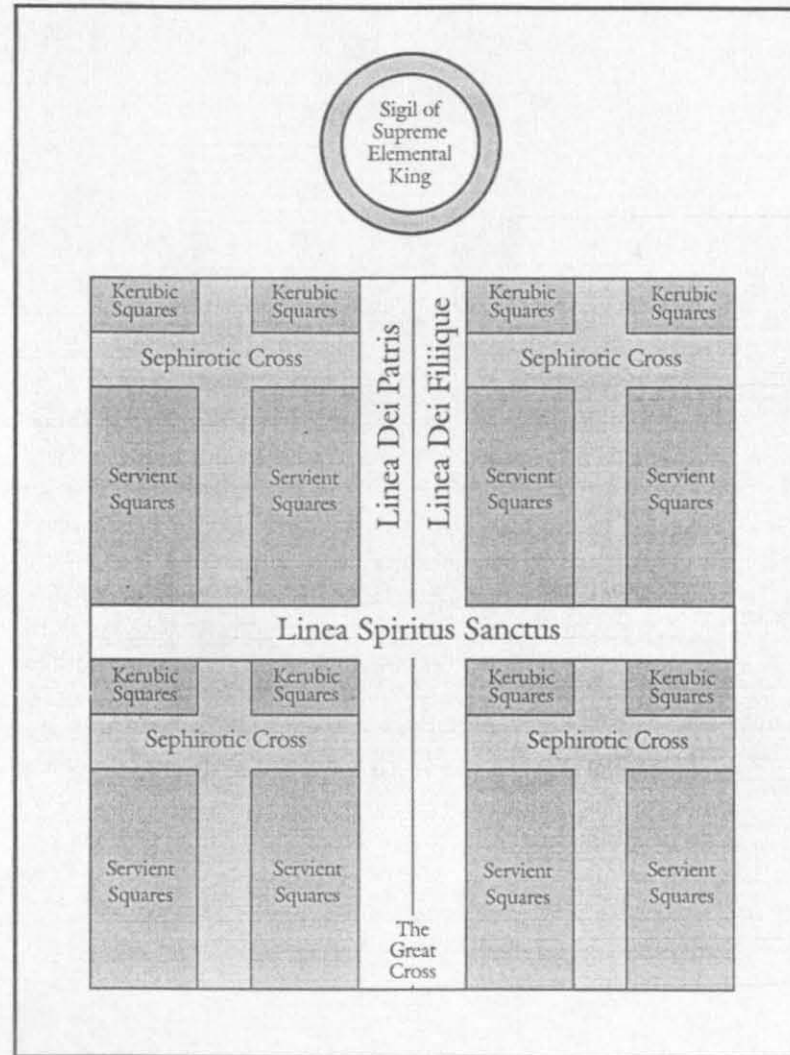 Sigil of
Supreme
Elemental
King
Kerubic
Squares
Kerubic
Squares
Linea Dei Patris
Linea Dei Filiique
Kerubic
Squares
Kerubic
Squares
Sephirotic Cross
Sephirotic Cross
Servient
Squares
Servient
Squares
Servient
Squares
Servient
Squares
Linea Spiritus Sanctus
Kerubic
Squares
Kerubic
Squares
Kerubic
Squares
Kerubic
Squares
Sephirotic Cross
Sephirotic Cross
Servient
Squares
Servient
Squares
Servient
Squares
Servient
Squares
The
Great
Cross